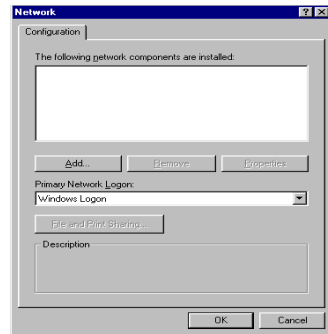 Network
Configuration
The following network components are installed:
Add... Remove Properties
Primary Network Logon:
Windows Logon
File and Print Sharing...
Description
OK Cancel